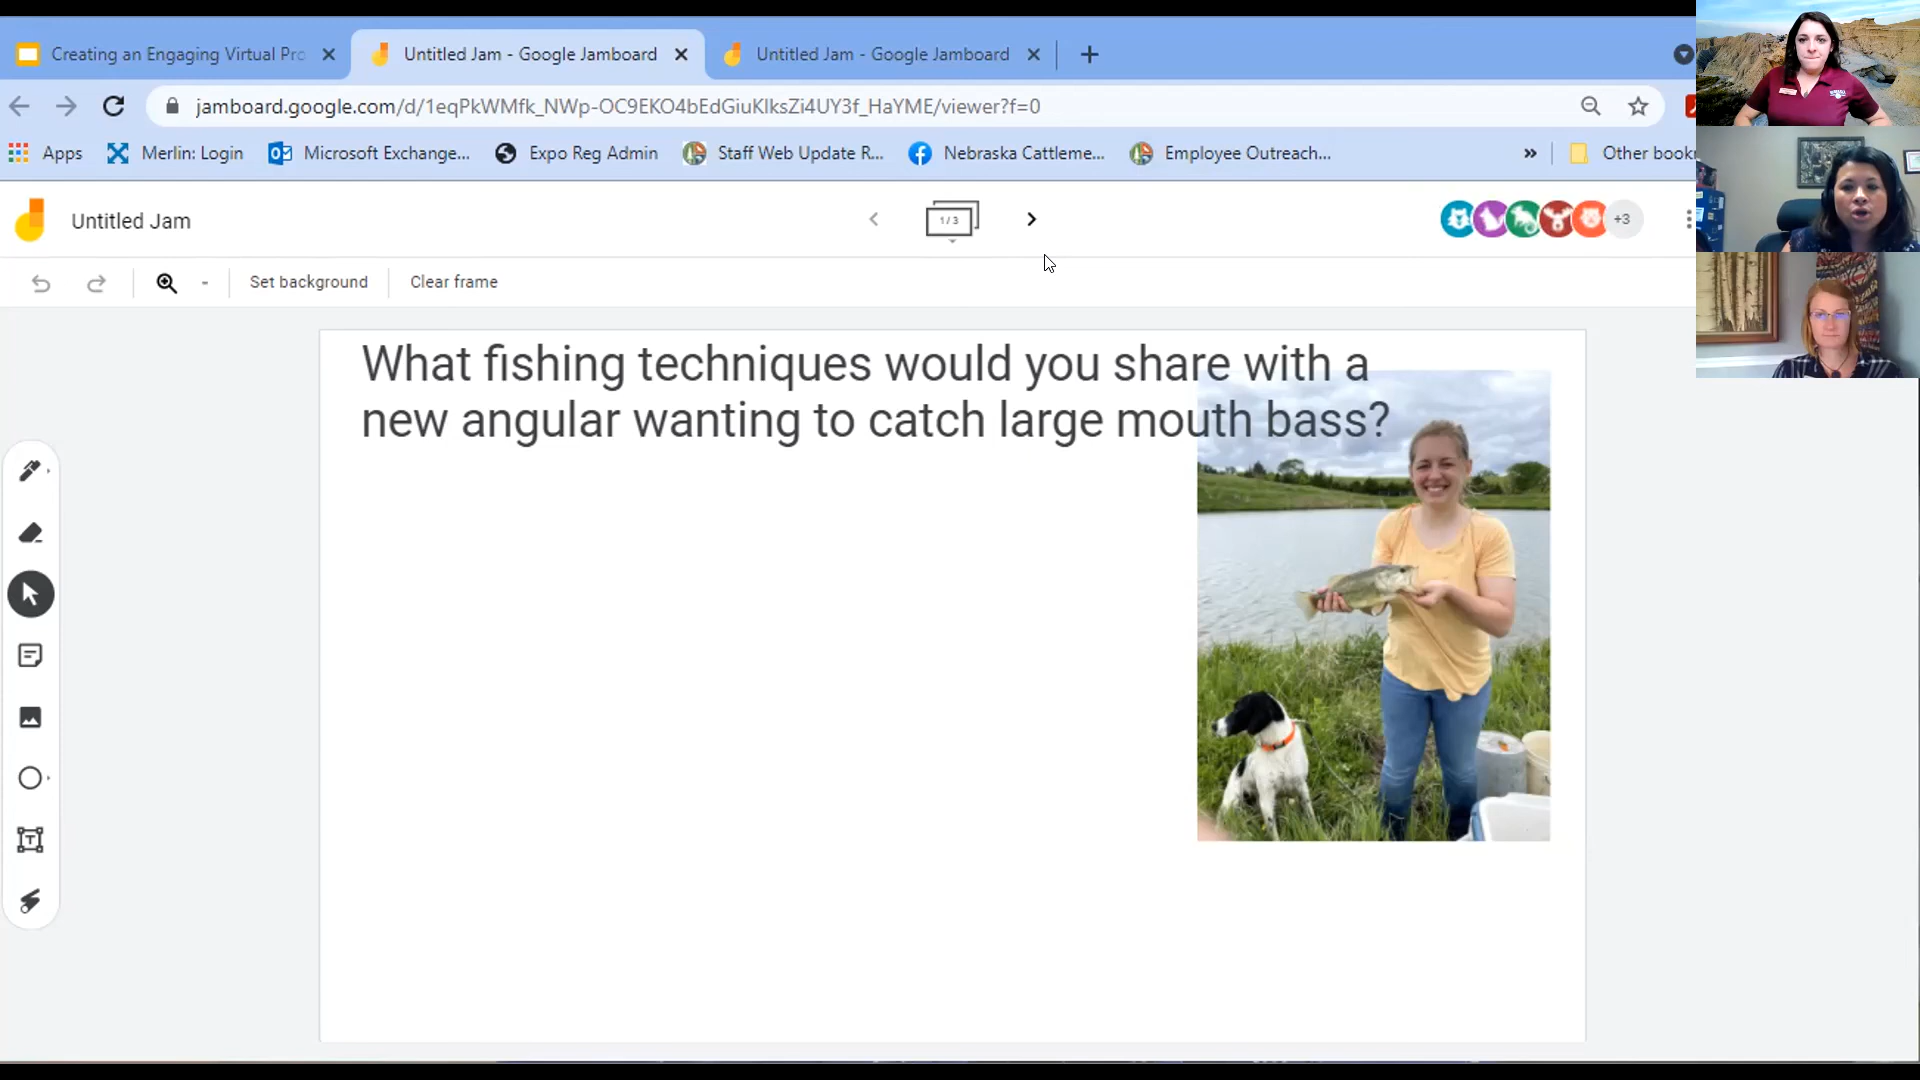 Creating an Engaging Virtual Pro
Untitled Jam - Google Jamboard
Untitled Jam - Google Jamboard
jamboard.google.com/d/1eqPkWMfk_NWp-OC9EKO4bEdGiuKlksZi4UY3f_HaYME/viewer?f=0
Apps Merlin: Login Microsoft Exchange... Expo Reg Admin Staff Web Update R... Nebraska Cattleme... Employee Outreach... » Other bookr
Untitled Jam
1 / 3
+3
Set background Clear frame
What fishing techniques would you share with a
new angular wanting to catch large mouth bass?